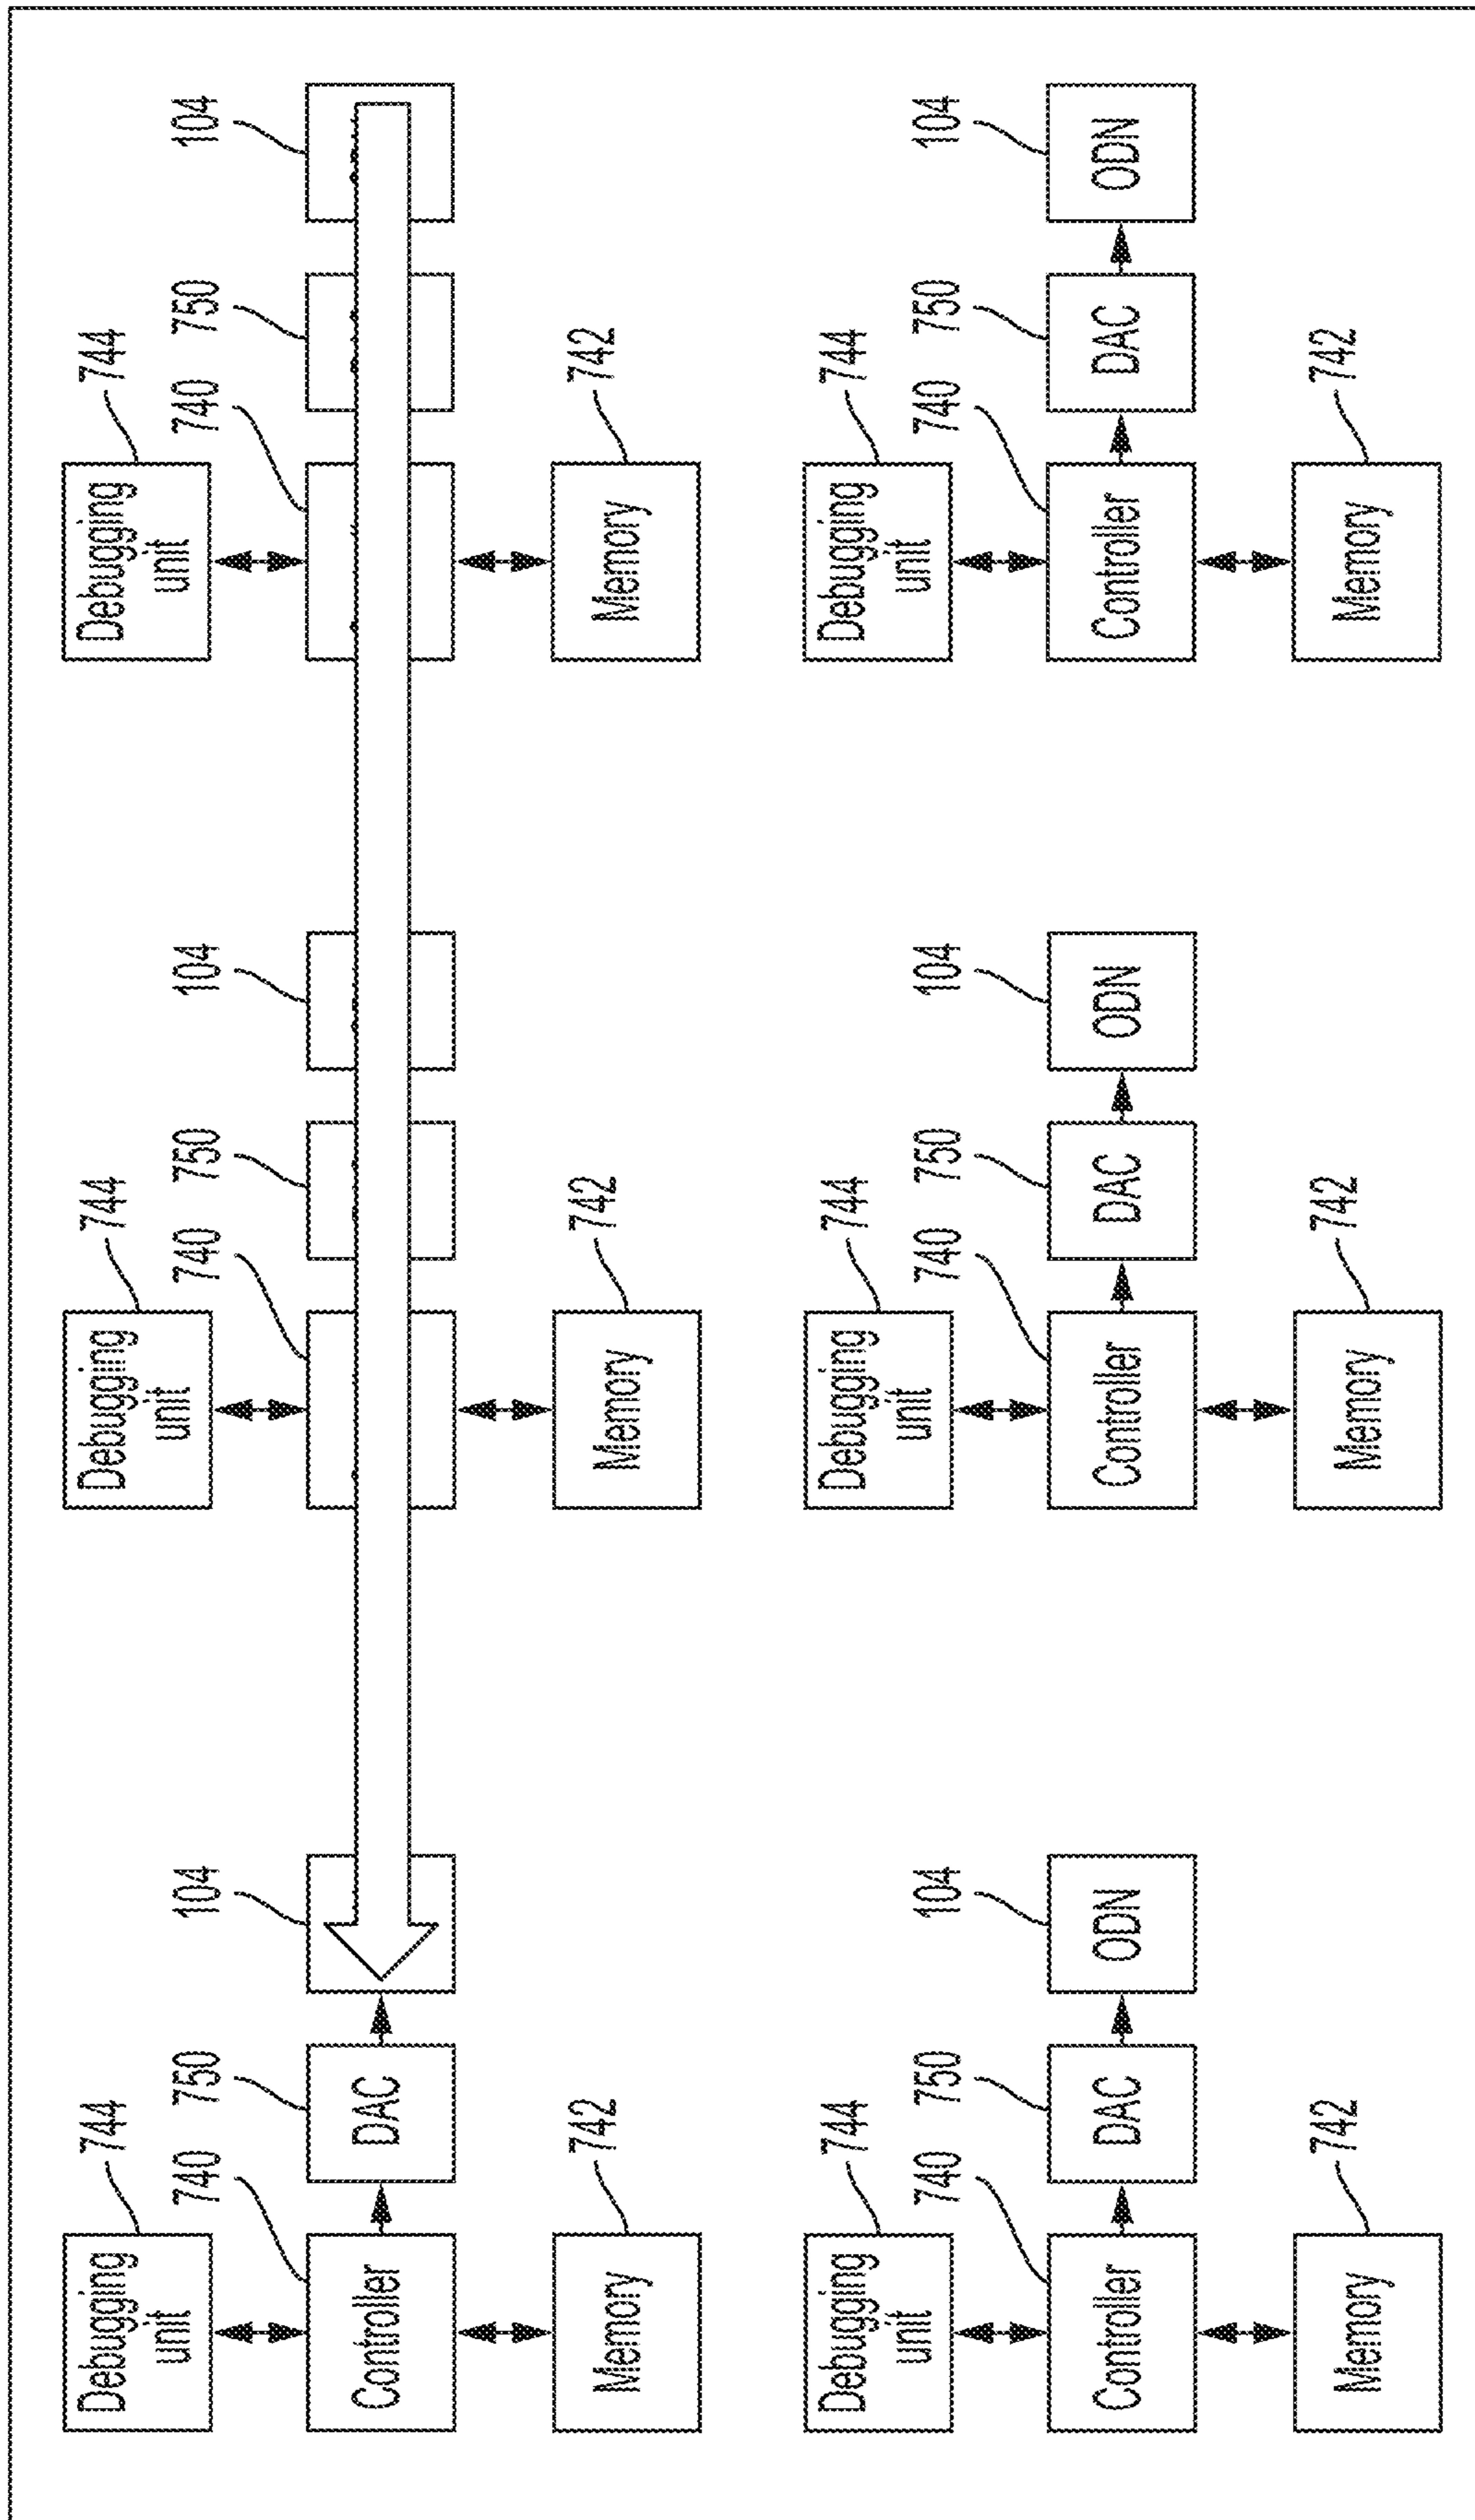 Debugging
unit
744
740
750
104
Controller
DAC
742
Memory
Debugging
unit
744
740
750
104
742
Memory
Debugging
unit
744
740
750
104
742
Memory
Debugging
unit
744
740
750
104
Controller
DAC
ODN
742
Memory
Debugging
unit
744
740
750
104
Controller
DAC
ODN
742
Memory
Debugging
unit
744
740
750
104
Controller
DAC
ODN
742
Memory